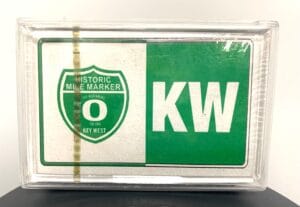 HISTORIC
MILE MARKER
0
KEY WEST
KW